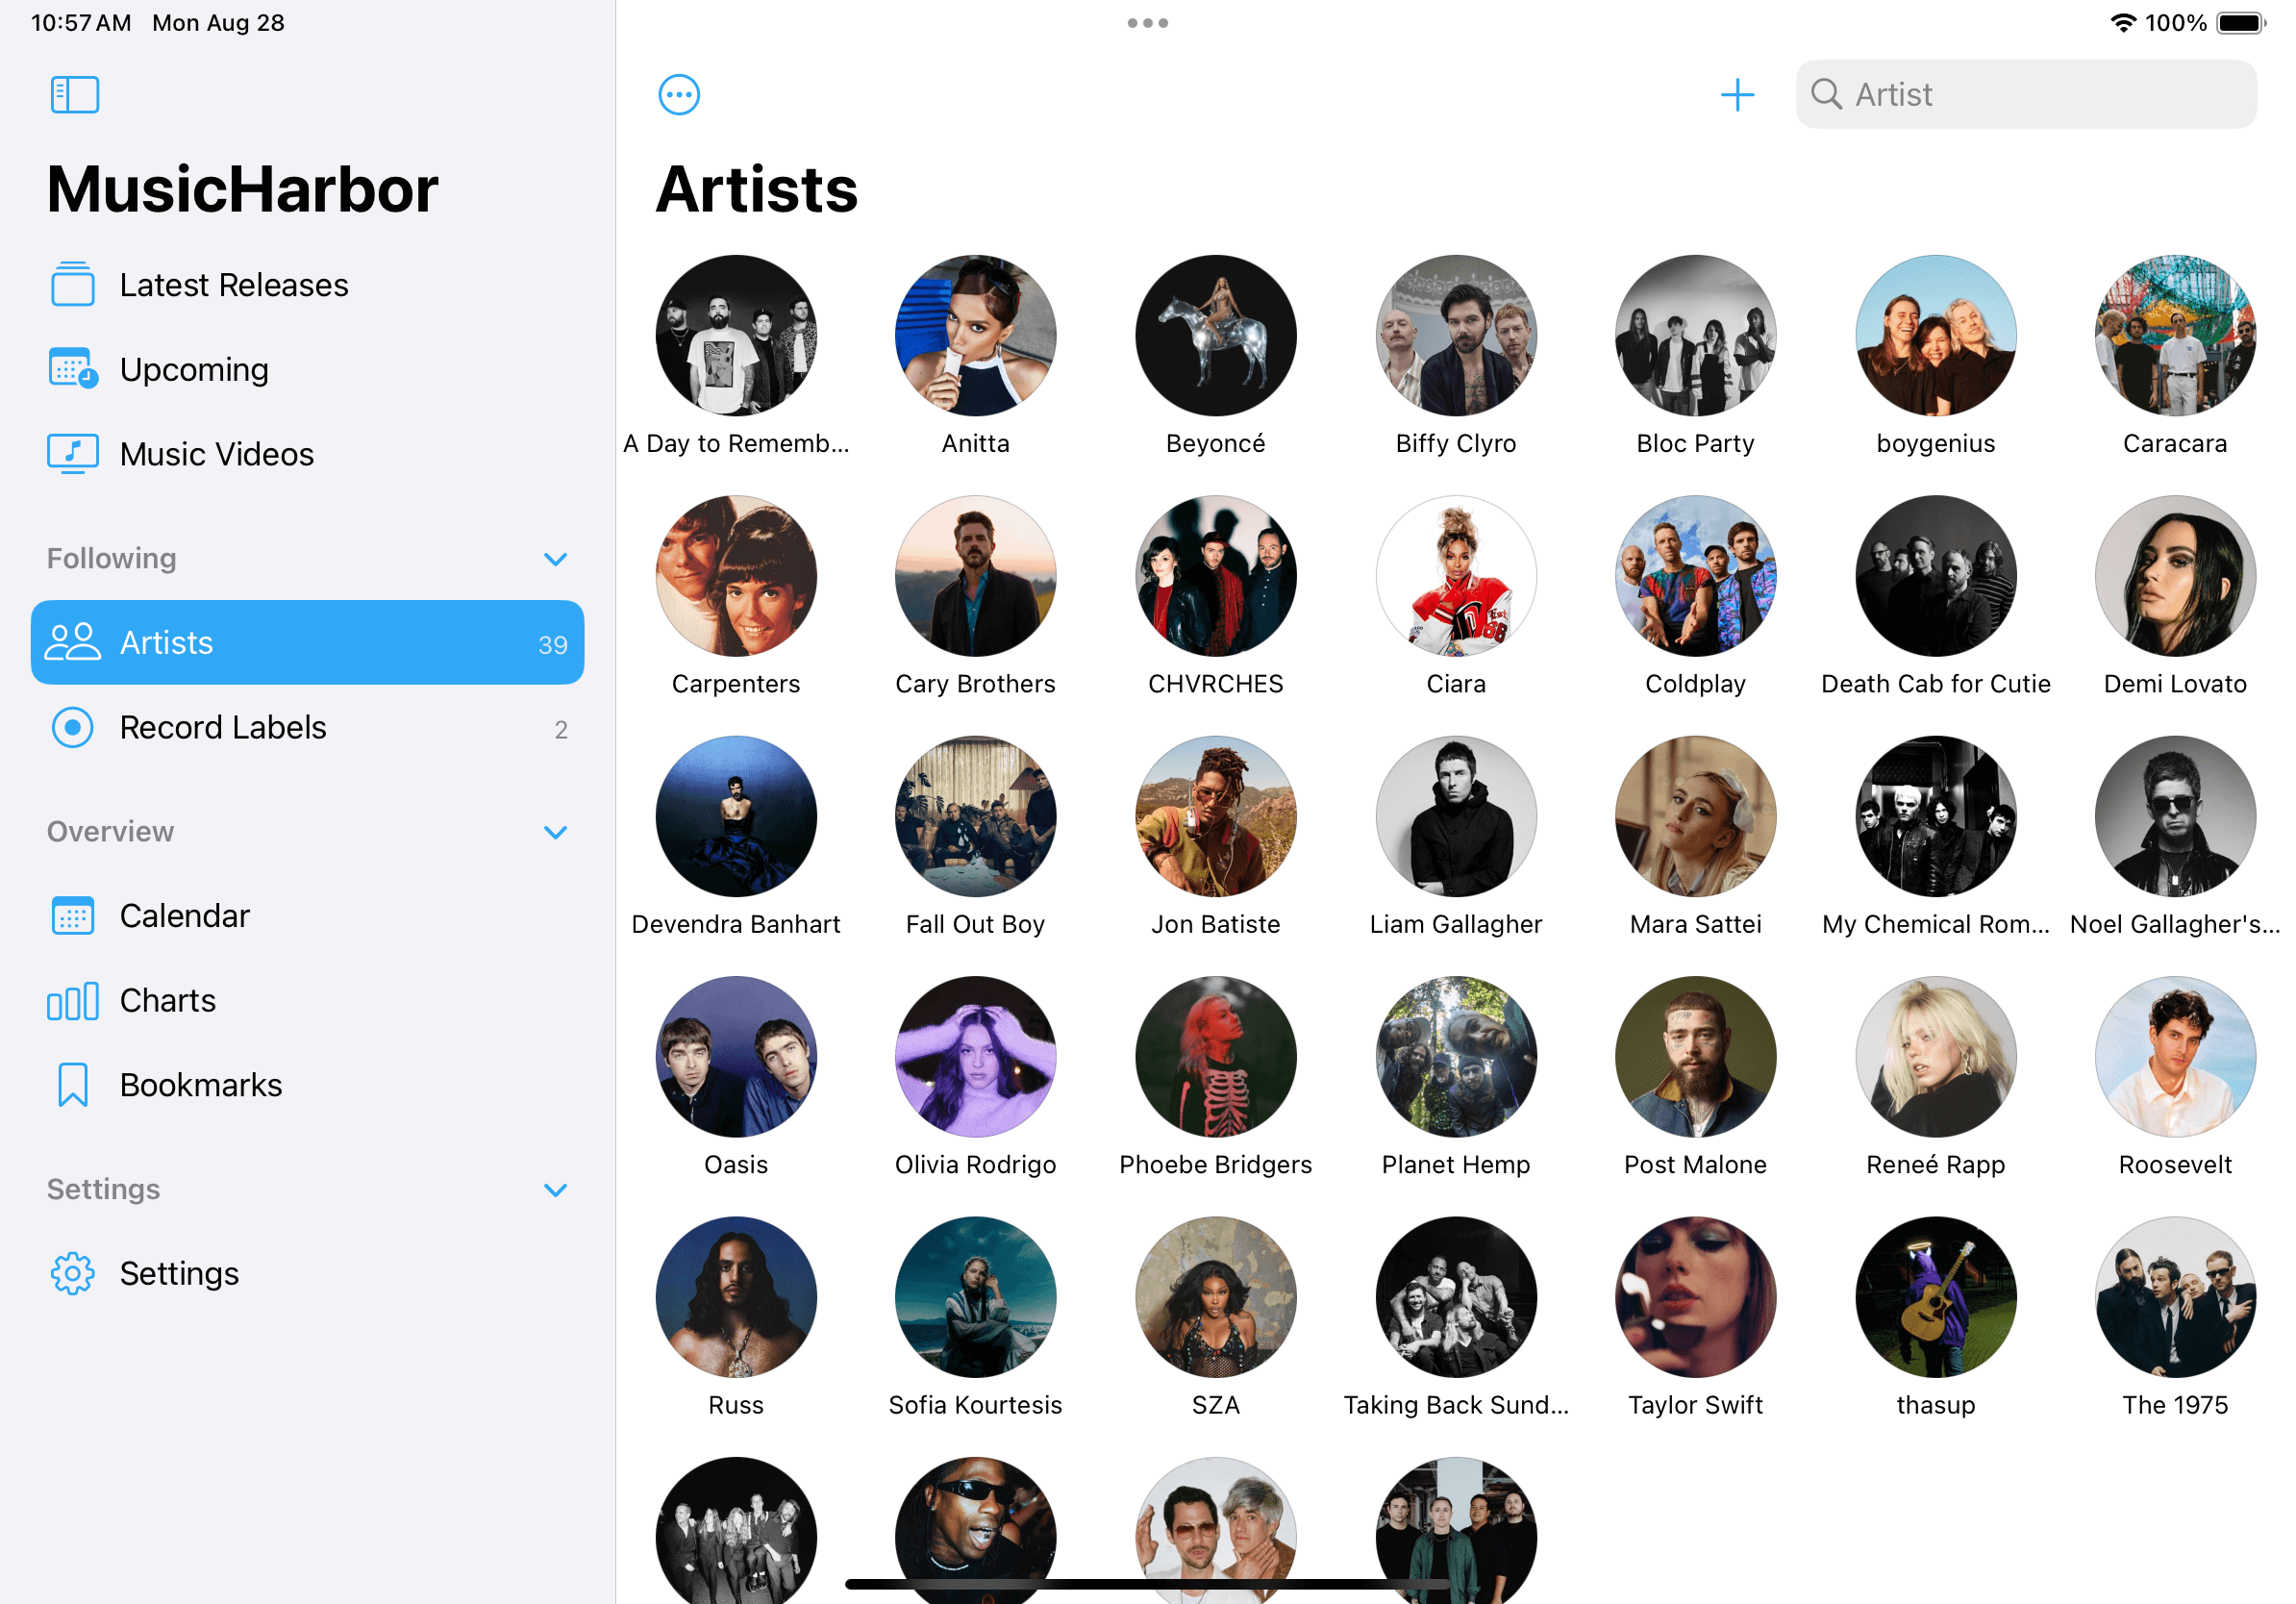 10:57 AM Mon Aug 28
100%
MusicHarbor
Latest Releases
Upcoming
Music Videos
Following
Artists 39
Record Labels 2
Overview
Calendar
Charts
Bookmarks
Settings
Settings
Artist
Artists
A Day to Rememb... Anitta Beyoncé Biffy Clyro Bloc Party boygenius Caracara
Carpenters Cary Brothers CHVRCHES Ciara Coldplay Death Cab for Cutie Demi Lovato
Devendra Banhart Fall Out Boy Jon Batiste Liam Gallagher Mara Sattei My Chemical Rom... Noel Gallagher's...
Oasis Olivia Rodrigo Phoebe Bridgers Planet Hemp Post Malone Reneé Rapp Roosevelt
Russ Sofia Kourtesis SZA Taking Back Sund... Taylor Swift thasup The 1975